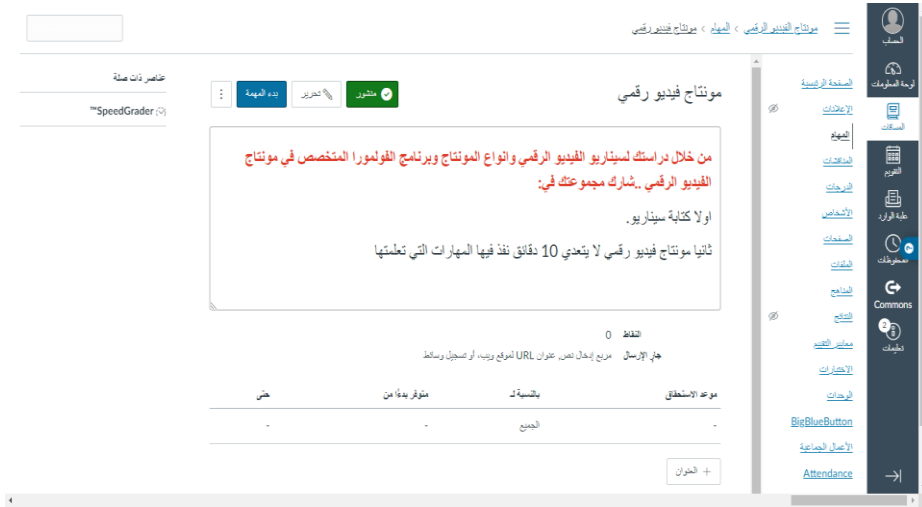 الحساب
لوحة المعلومات
المساقات
التقويم
علبة الوارد
محفوظات
Commons
2
تعليمات
مونتاج الفيديو الرقمي > المهام > مونتاج فيديو رقمي
الصفحة الرئيسية
الإعلانات
المهام
المناقشات
الدرجات
الأشخاص
الصفحات
الملفات
المناهج
النتائج
معايير التقييم
الاختبارات
الوحدات
BigBlueButton
الأعمال الجماعية
Attendance
مونتاج فيديو رقمي
منشور
تحرير
بدء المهمة
من خلال دراستك لسيناريو الفيديو الرقمي وانواع المونتاج وبرنامج الفولمورا المتخصص في مونتاج
الفيديو الرقمي ..شارك مجموعتك في:
اولا كتابة سيناريو.
ثانيا مونتاج فيديو رقمي لا يتعدي 10 دقائق نفذ فيها المهارات التي تعلمتها
النقاط 0
جارٍ الإرسال مربع إدخال نص, عنوان URL لموقع ويب، أو تسجيل وسائط
موعد الاستحقاق بالنسبة لـ متوفر بدءًا من حتى
- الجميع - -
+ العنوان
عناصر ذات صلة
SpeedGrader™